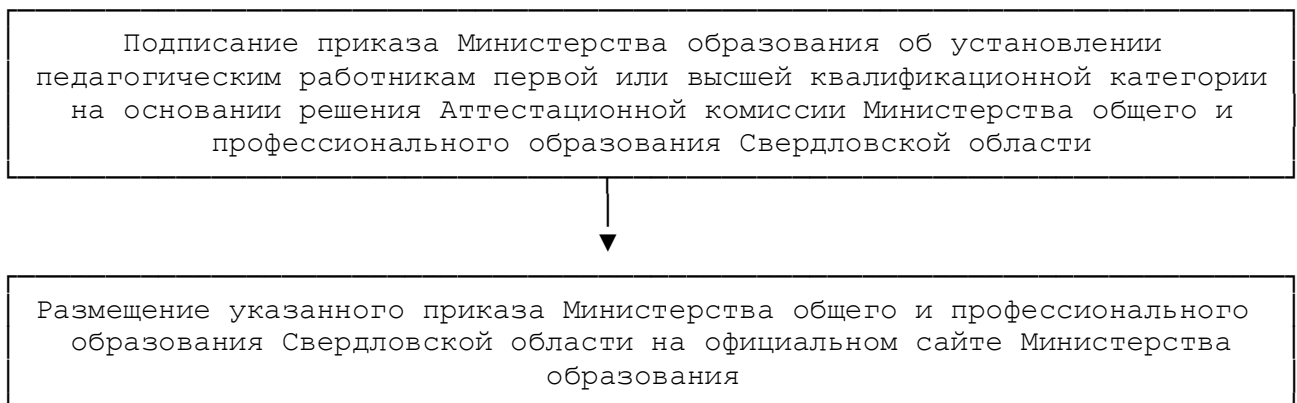 Подписание приказа Министерства образования об установлении
педагогическим работникам первой или высшей квалификационной категории
на основании решения Аттестационной комиссии Министерства общего и
профессионального образования Свердловской области
Размещение указанного приказа Министерства общего и профессионального
образования Свердловской области на официальном сайте Министерства
образования